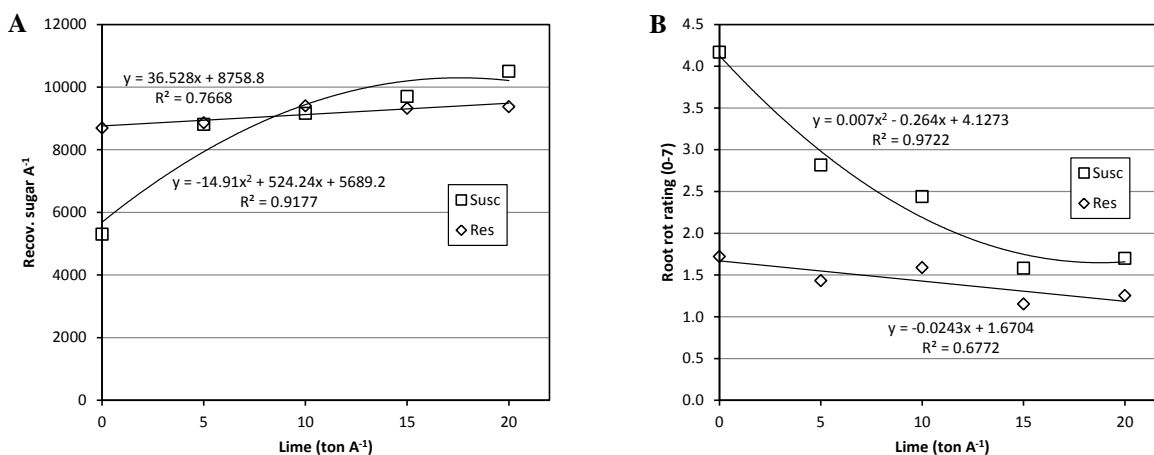 A
12000
10000
8000
6000
4000
2000
0
Recov. sugar A⁻¹
y = 36.528x + 8758.8
R² = 0.7668
y = -14.91x² + 524.24x + 5689.2
R² = 0.9177
Susc
Res
0 5 10 15 20
Lime (ton A⁻¹)
B
4.5
4.0
3.5
3.0
2.5
2.0
1.5
1.0
0.5
0.0
Root rot rating (0-7)
y = 0.007x² - 0.264x + 4.1273
R² = 0.9722
Susc
Res
y = -0.0243x + 1.6704
R² = 0.6772
0 5 10 15 20
Lime (ton A⁻¹)